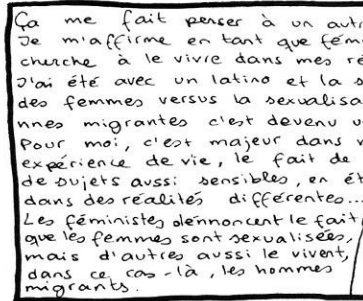 Ça me fait penser à un autr
Je m'affirme en tant que fém
cherche à le vivre dans mes ré
J'ai été avec un latino et la s
des femmes versus la sexualisa
nnes migrantes c'est devenu u
Pour moi, c'est majeur dans m
expérience de vie, le fait de
de sujets aussi sensibles, en ét
dans des réalités différentes...
Les féministes dénnoncent le fait
que les femmes sont sexualisées,
mais d'autres aussi le vivent,
dans ce cas-là, les hommes
migrants.